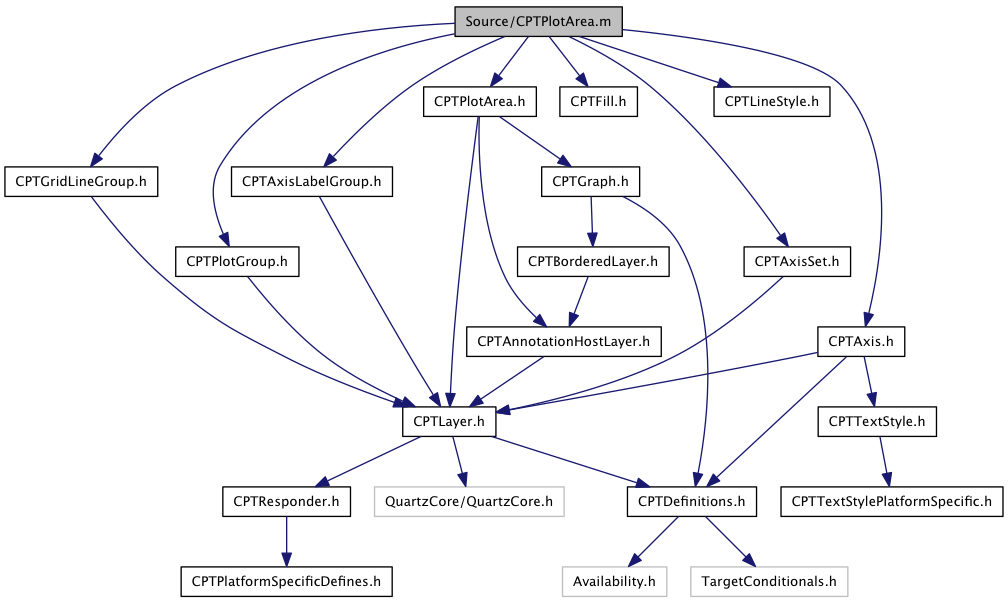 Source/CPTPlotArea.m
CPTPlotArea.h
CPTFill.h
CPTLineStyle.h
CPTGridLineGroup.h
CPTAxisLabelGroup.h
CPTGraph.h
CPTPlotGroup.h
CPTBorderedLayer.h
CPTAxisSet.h
CPTAnnotationHostLayer.h
CPTAxis.h
CPTLayer.h
CPTTextStyle.h
CPTResponder.h
QuartzCore/QuartzCore.h
CPTDefinitions.h
CPTTextStylePlatformSpecific.h
CPTPlatformSpecificDefines.h
Availability.h
TargetConditionals.h